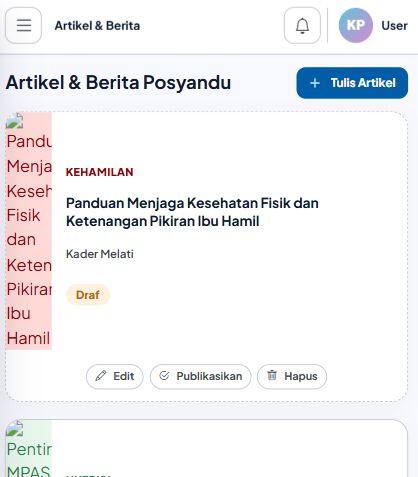 Artikel & Berita
KP
User
Artikel & Berita Posyandu
+ Tulis Artikel
Pandu
Menja
Keseh
Fisik
dan
Keten
Pikiran
Ibu
Hamil
KEHAMILAN
Panduan Menjaga Kesehatan Fisik dan
Ketenangan Pikiran Ibu Hamil
Kader Melati
Draf
Edit
Publikasikan
Hapus
Pentin
MPAS